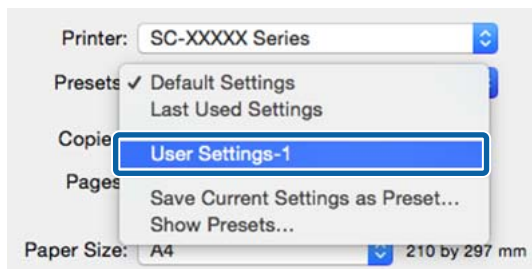 Printer: SC-XXXXX Series
Presets ✓ Default Settings
Last Used Settings
Copie
User Settings-1
Pages
Save Current Settings as Preset...
Show Presets...
Paper Size: A4 210 by 297 mm